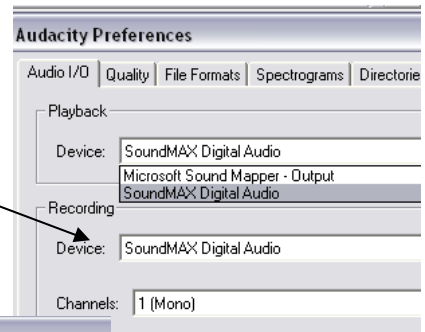 Audacity Preferences
Audio I/O Quality File Formats Spectrograms Directorie
Playback
Device: SoundMAX Digital Audio
Microsoft Sound Mapper - Output
SoundMAX Digital Audio
Recording
Device: SoundMAX Digital Audio
Channels: 1 (Mono)